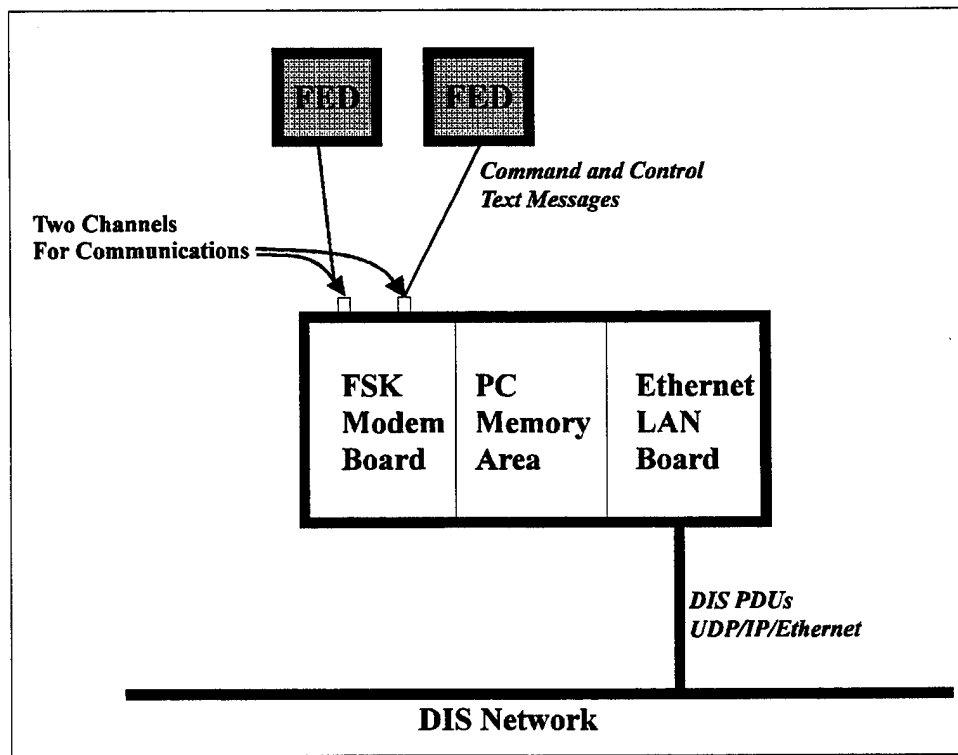 FED
FED
Command and Control
Text Messages
Two Channels
For Communications
FSK
Modem
Board
PC
Memory
Area
Ethernet
LAN
Board
DIS PDUs
UDP/IP/Ethernet
DIS Network